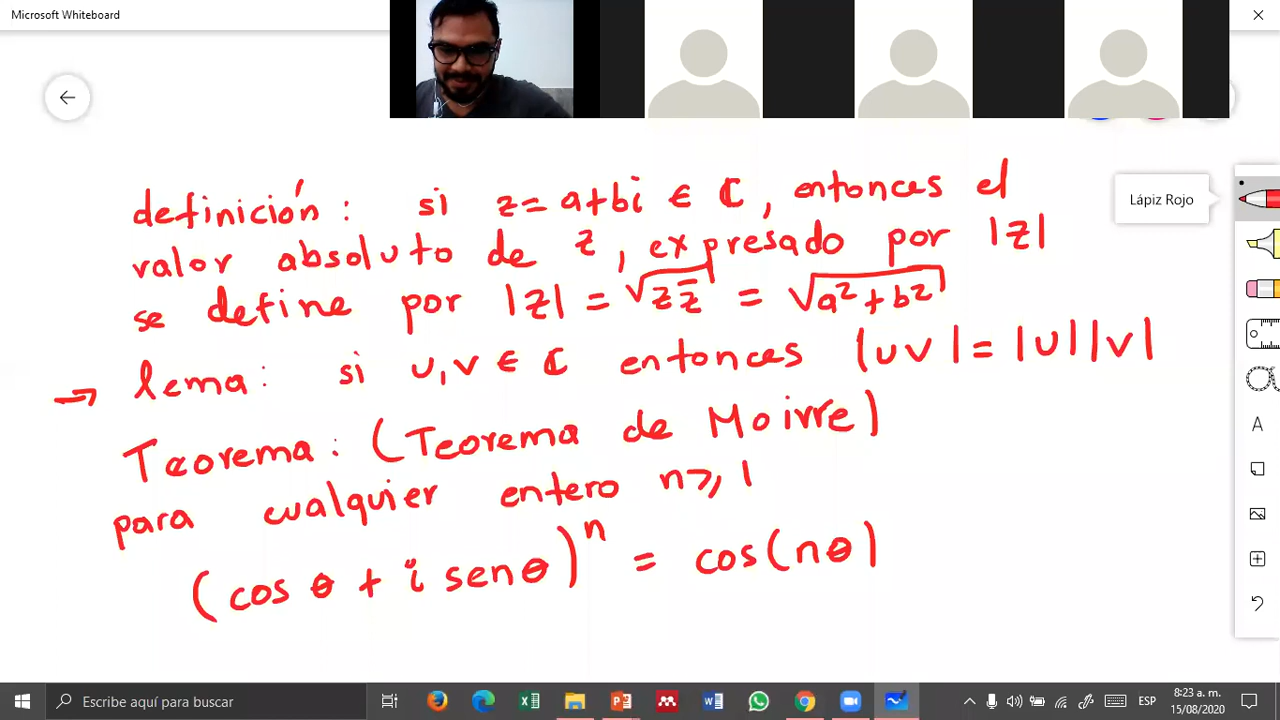 Microsoft Whiteboard
Lápiz Rojo
definición: si z = a+bi ∈ ℂ, entonces el
valor absoluto de z, expresado por |z|
se define por |z| = √(z z̄) = √(a² + b²)
→ lema: si u, v ∈ ℂ entonces |uv| = |u||v|
Teorema: (Teorema de Moivre)
para cualquier entero n ≥ 1
(cos θ + i sen θ)ⁿ = cos(nθ)
Escribe aquí para buscar
ESP
8:23 a. m.
15/08/2020